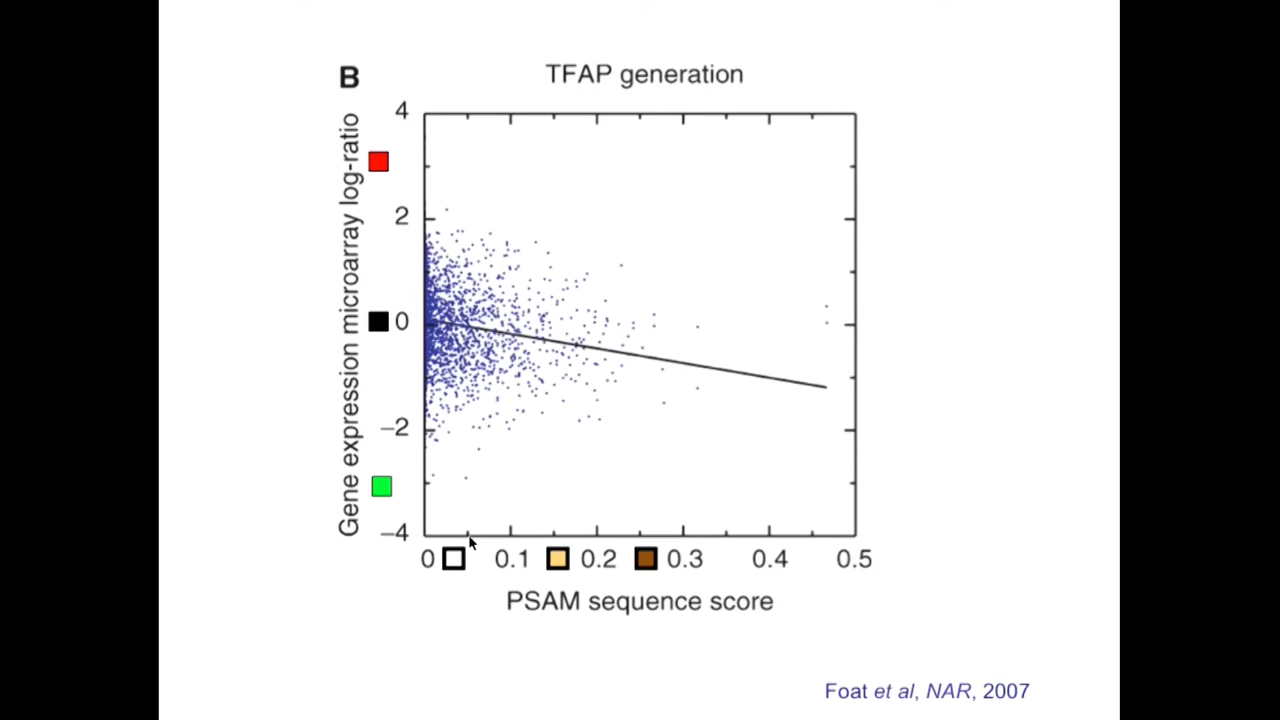 B
TFAP generation
Gene expression microarray log-ratio
4
2
0
−2
−4
0 0.1 0.2 0.3 0.4 0.5
PSAM sequence score
Foat et al, NAR, 2007